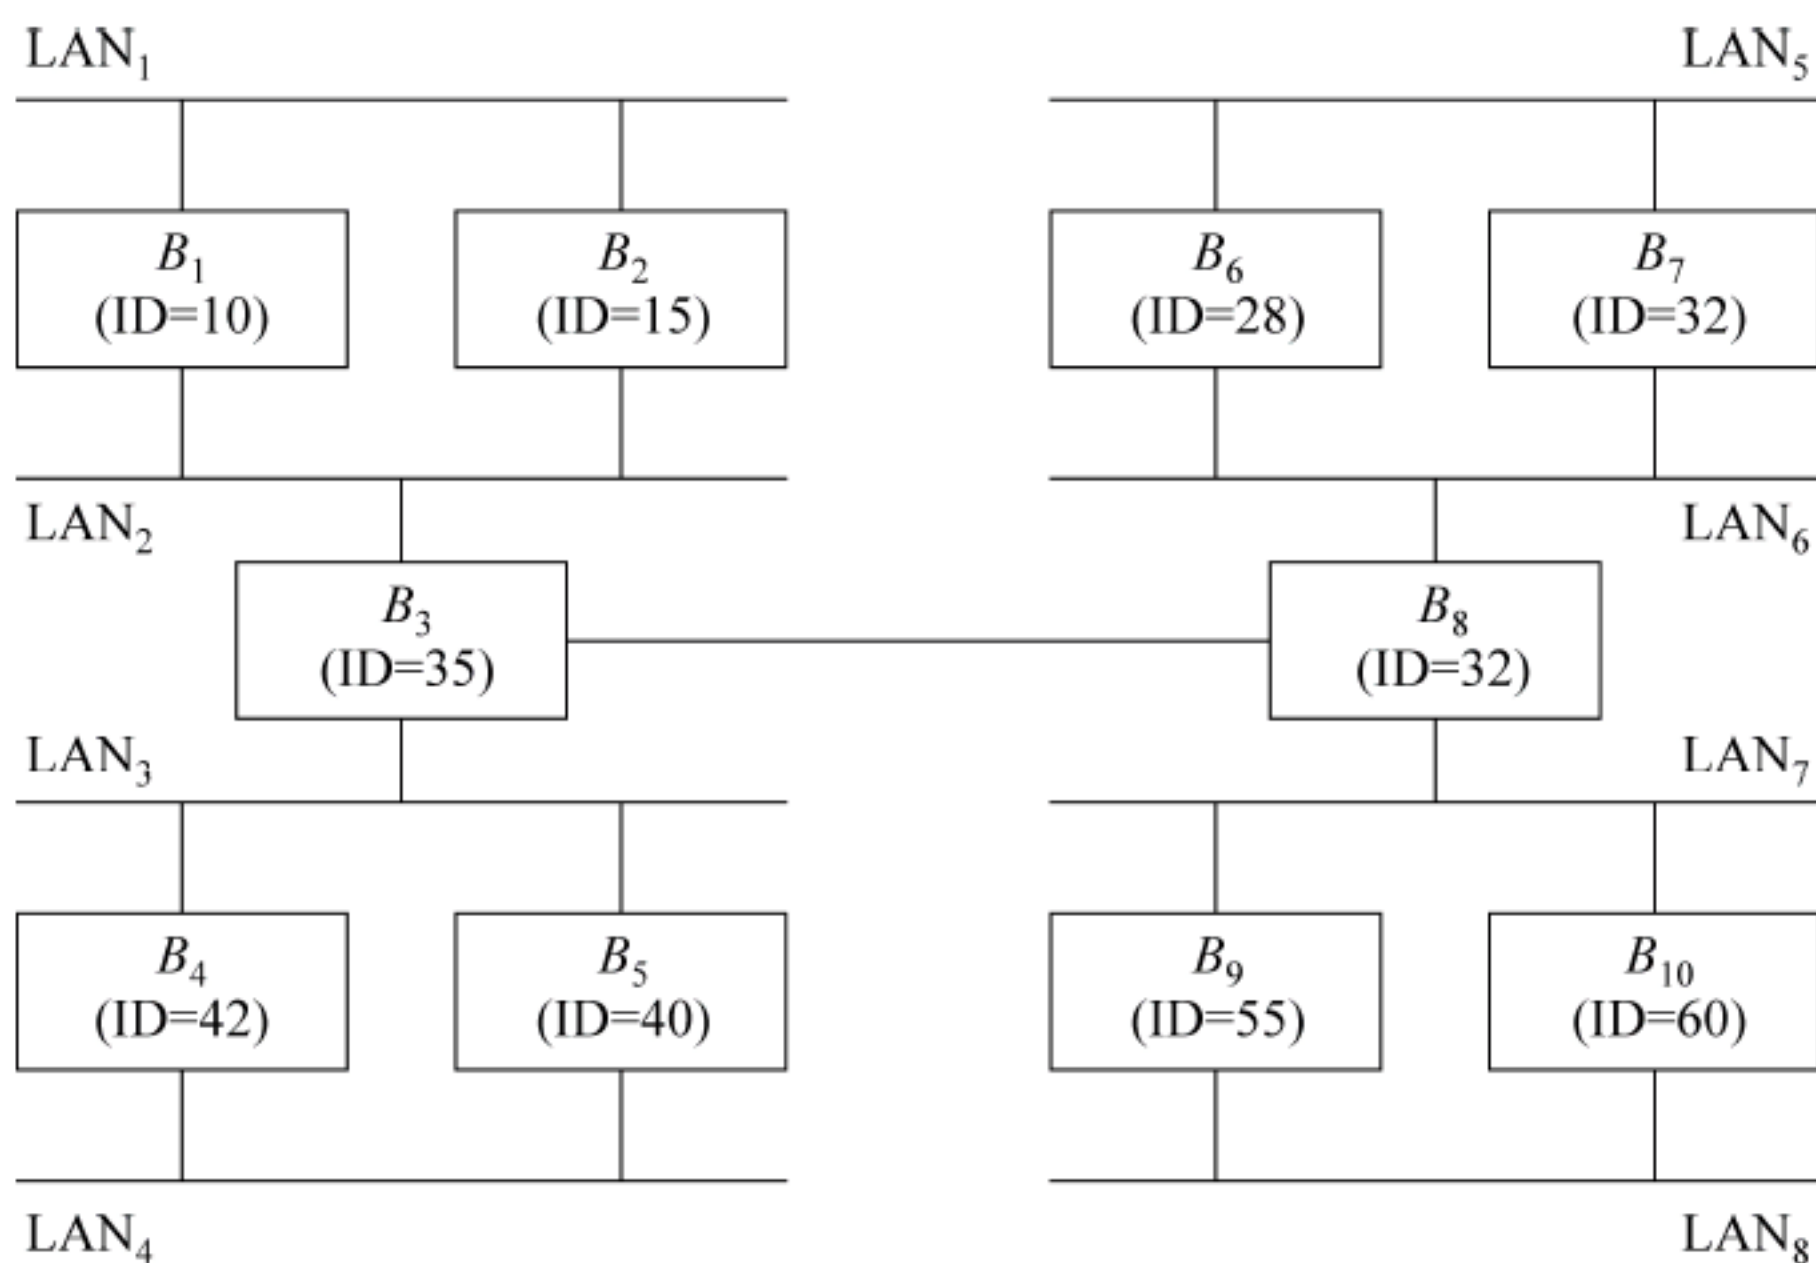 LAN₁
LAN₅
B₁
(ID=10)
B₂
(ID=15)
B₆
(ID=28)
B₇
(ID=32)
LAN₂
LAN₆
B₃
(ID=35)
B₈
(ID=32)
LAN₃
LAN₇
B₄
(ID=42)
B₅
(ID=40)
B₉
(ID=55)
B₁₀
(ID=60)
LAN₄
LAN₈